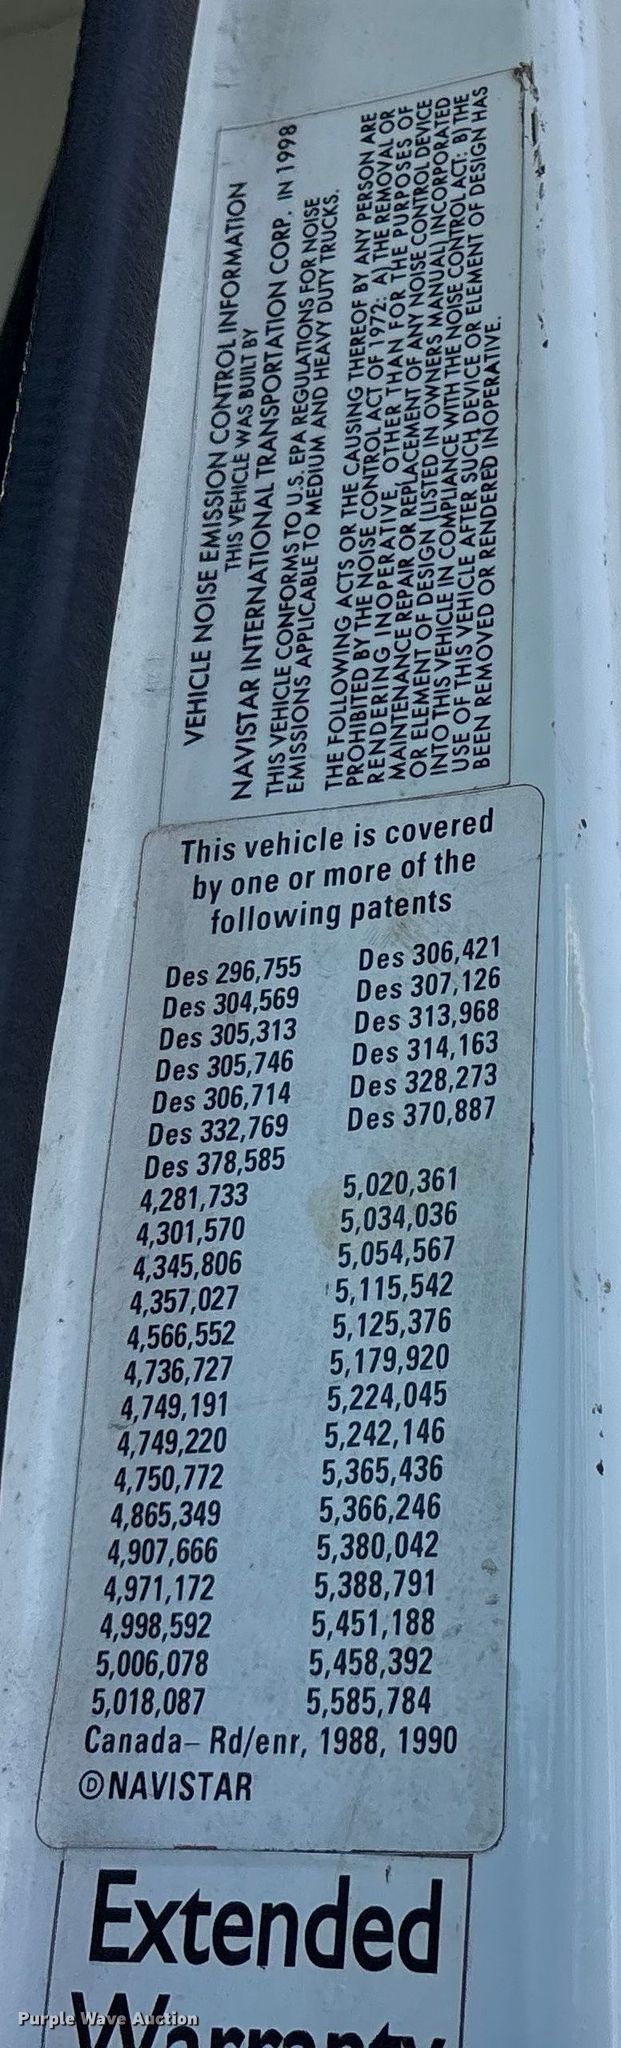 VEHICLE NOISE EMISSION CONTROL INFORMATION
THIS VEHICLE WAS BUILT BY
NAVISTAR INTERNATIONAL TRANSPORTATION CORP. IN 1998
THIS VEHICLE CONFORMS TO U.S. EPA REGULATIONS FOR NOISE
EMISSIONS APPLICABLE TO MEDIUM AND HEAVY DUTY TRUCKS.
THE FOLLOWING ACTS OR THE CAUSING THEREOF BY ANY PERSON ARE
PROHIBITED BY THE NOISE CONTROL ACT OF 1972: A) THE REMOVAL OR
RENDERING INOPERATIVE, OTHER THAN FOR THE PURPOSES OF
MAINTENANCE REPAIR OR REPLACEMENT OF ANY NOISE CONTROL DEVICE
OR ELEMENT OF DESIGN (LISTED IN OWNERS MANUAL) INCORPORATED
INTO THIS VEHICLE IN COMPLIANCE WITH THE NOISE CONTROL ACT: B) THE
USE OF THIS VEHICLE AFTER SUCH DEVICE OR ELEMENT OF DESIGN HAS
BEEN REMOVED OR RENDERED INOPERATIVE.
This vehicle is covered
by one or more of the
following patents
Des 296,755 Des 306,421
Des 304,569 Des 307,126
Des 305,313 Des 313,968
Des 305,746 Des 314,163
Des 306,714 Des 328,273
Des 332,769 Des 370,887
Des 378,585
4,281,733 5,020,361
4,301,570 5,034,036
4,345,806 5,054,567
4,357,027 5,115,542
4,566,552 5,125,376
4,736,727 5,179,920
4,749,191 5,224,045
4,749,220 5,242,146
4,750,772 5,365,436
4,865,349 5,366,246
4,907,666 5,380,042
4,971,172 5,388,791
4,998,592 5,451,188
5,006,078 5,458,392
5,018,087 5,585,784
Canada– Rd/enr, 1988, 1990
Ⓓ NAVISTAR
Extended
Warranty
Purple Wave Auction